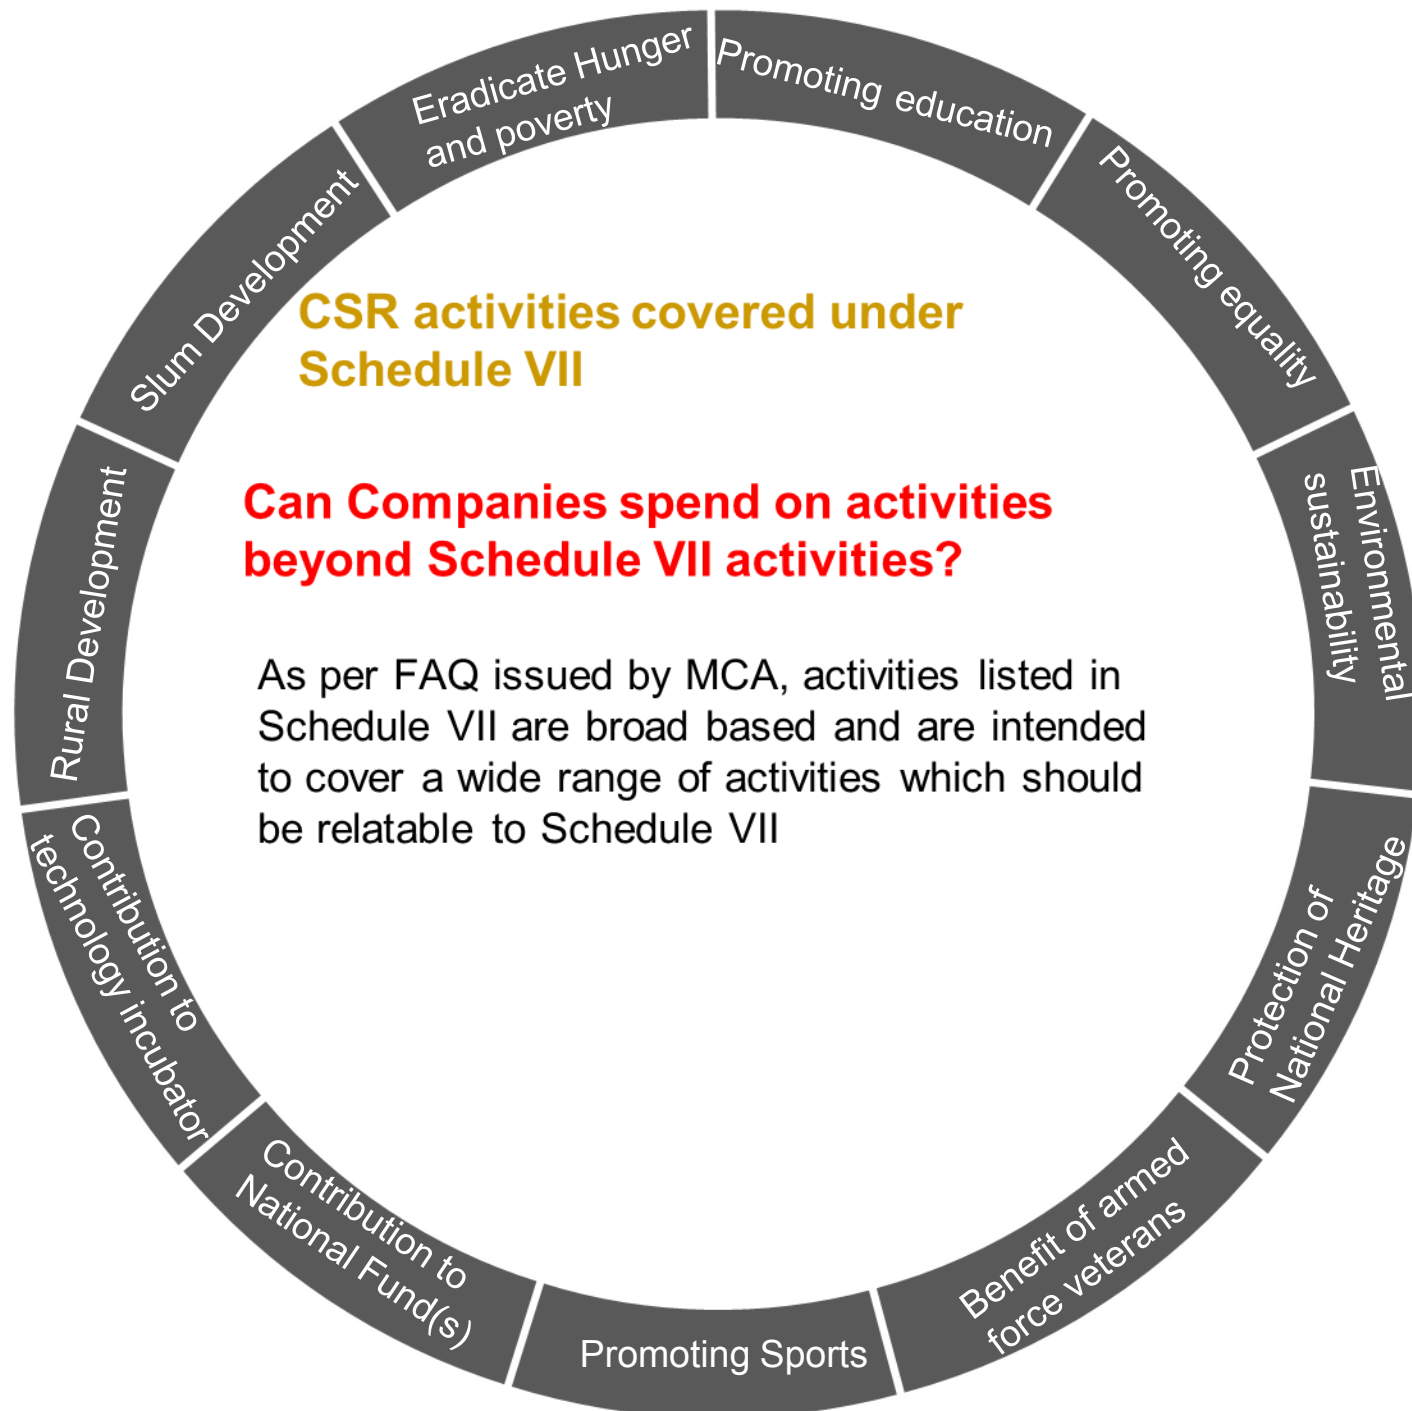 Eradicate Hunger
and poverty
Promoting education
Promoting equality
Environmental
sustainability
Protection of
National Heritage
Benefit of armed
force veterans
Promoting Sports
Contribution to
National Fund(s)
Contribution to
technology incubator
Rural Development
Slum Development
CSR activities covered under
Schedule VII
Can Companies spend on activities
beyond Schedule VII activities?
As per FAQ issued by MCA, activities listed in
Schedule VII are broad based and are intended
to cover a wide range of activities which should
be relatable to Schedule VII